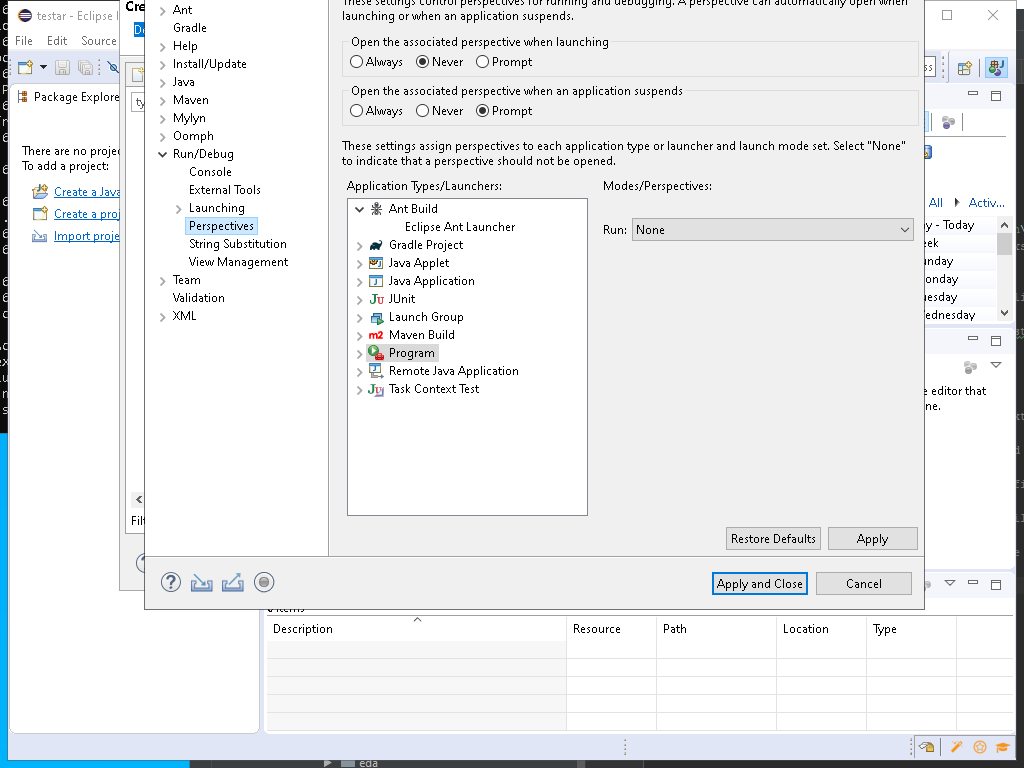 testar - Eclipse I
File Edit Source
Package Explore
There are no proje
To add a project:
Create a Java
Create a proj
Import proje
Cre
De
ty
Filt
Ant
Gradle
Help
Install/Update
Java
Maven
Mylyn
Oomph
Run/Debug
Console
External Tools
Launching
Perspectives
String Substitution
View Management
Team
Validation
XML
These settings control perspectives for running and debugging. A perspective can automatically open when
launching or when an application suspends.
Open the associated perspective when launching
Always Never Prompt
Open the associated perspective when an application suspends
Always Never Prompt
These settings assign perspectives to each application type or launcher and launch mode set. Select "None"
to indicate that a perspective should not be opened.
Application Types/Launchers:
Modes/Perspectives:
Ant Build
Eclipse Ant Launcher
Gradle Project
Java Applet
Java Application
JUnit
Launch Group
Maven Build
Program
Remote Java Application
Task Context Test
Run: None
Restore Defaults Apply
Apply and Close Cancel
ss
All Activ...
y - Today
eek
unday
onday
uesday
ednesday
e editor that
ne.
0 items
Description Resource Path Location Type
eda